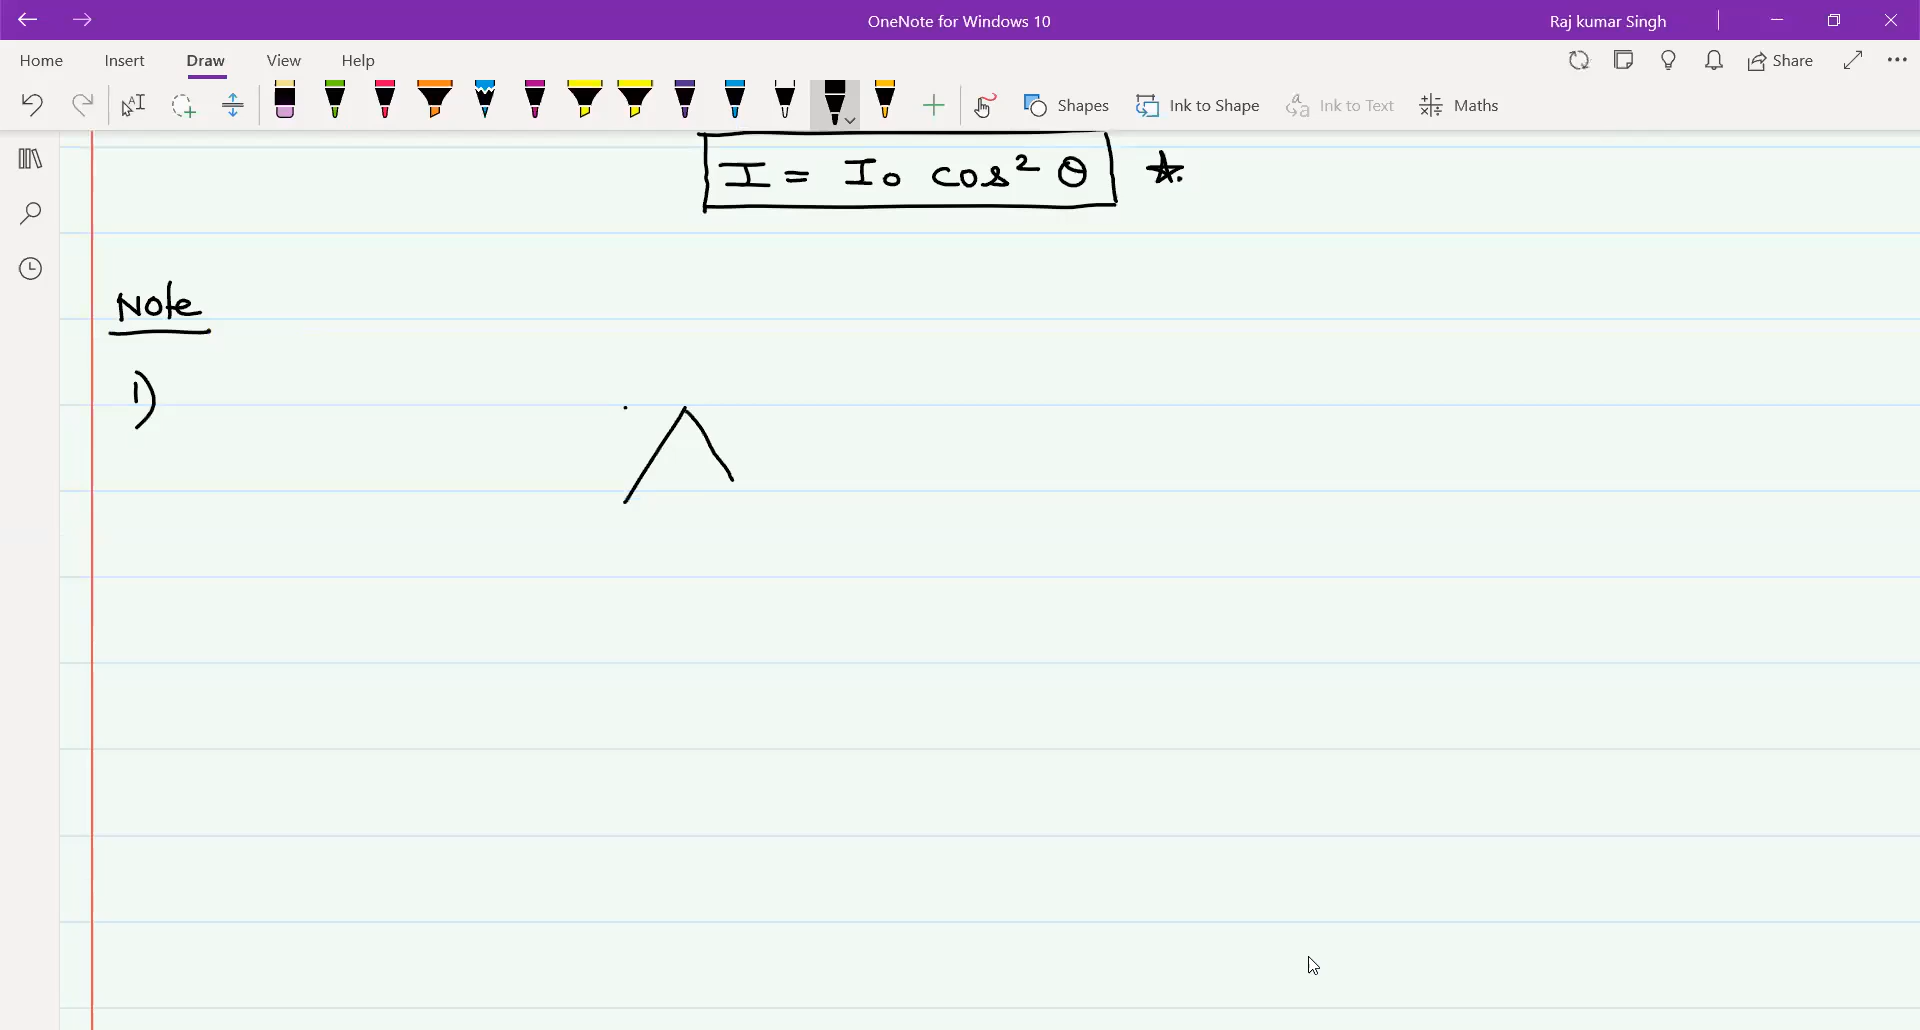 OneNote for Windows 10
Raj kumar Singh
Home Insert Draw View Help
Share
Shapes Ink to Shape Ink to Text Maths
I = I₀ cos² θ ☆.
Note
1)